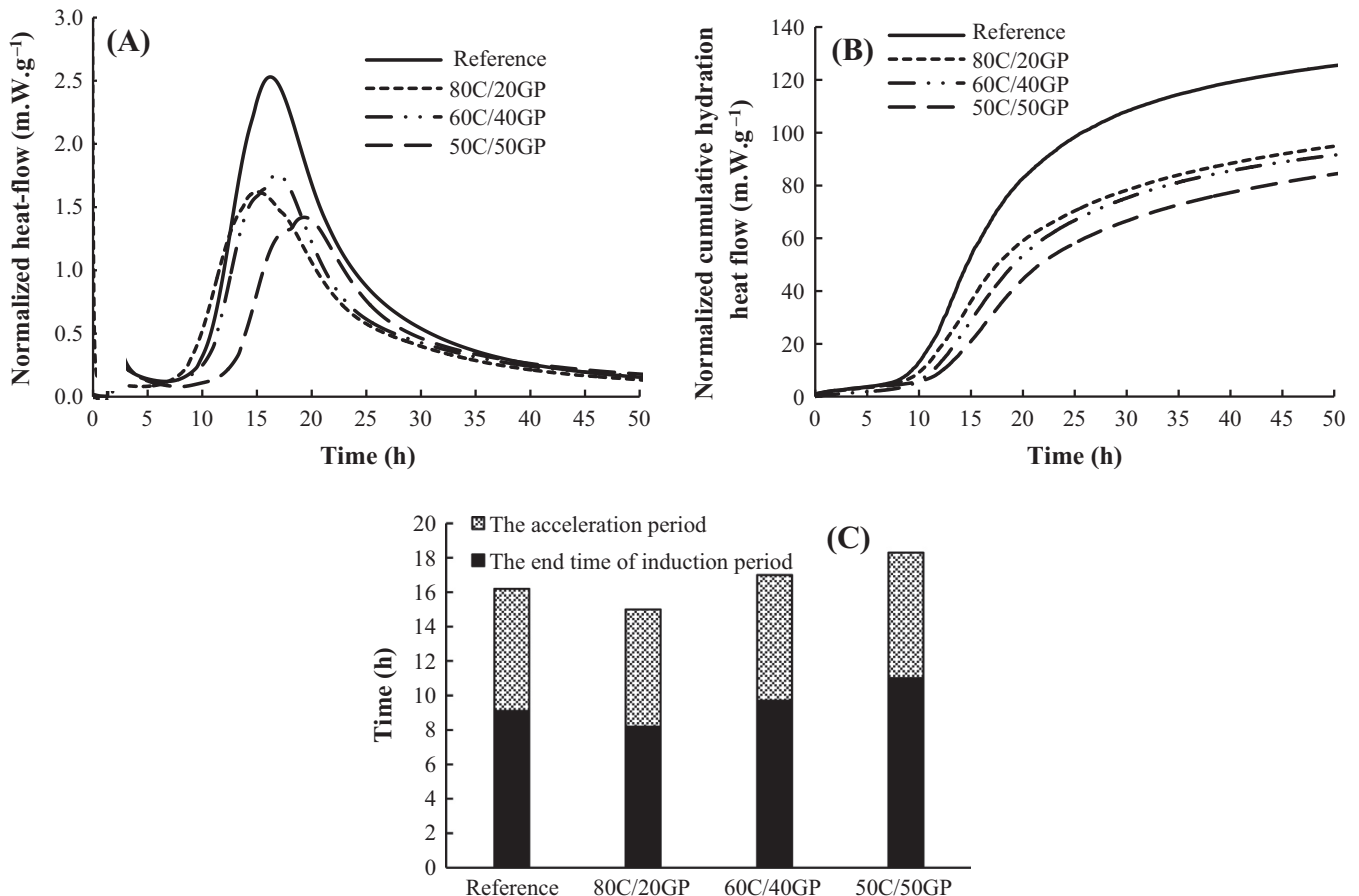 (A)
Normalized heat-flow (m.W.g⁻¹)
3.0
2.5
2.0
1.5
1.0
0.5
0.0
Reference
80C/20GP
60C/40GP
50C/50GP
0 5 10 15 20 25 30 35 40 45 50
Time (h)
(B)
Normalized cumulative hydration
heat flow (m.W.g⁻¹)
140
120
100
80
60
40
20
0
Reference
80C/20GP
60C/40GP
50C/50GP
0 5 10 15 20 25 30 35 40 45 50
Time (h)
(C)
Time (h)
20
18
16
14
12
10
8
6
4
2
0
The acceleration period
The end time of induction period
Reference 80C/20GP 60C/40GP 50C/50GP